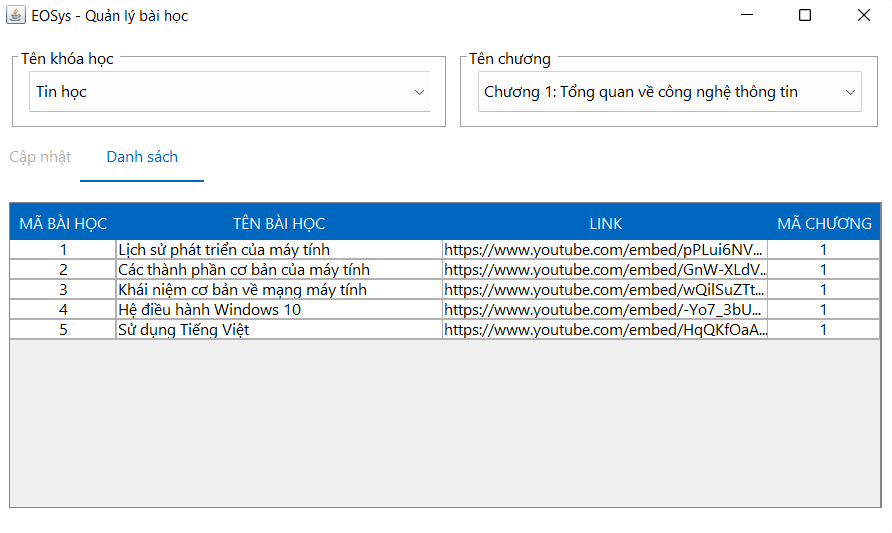 EOSys - Quản lý bài học
Tên khóa học Tên chương
Tin học Chương 1: Tổng quan về công nghệ thông tin
Cập nhật Danh sách
MÃ BÀI HỌC TÊN BÀI HỌC LINK MÃ CHƯƠNG
1 Lịch sử phát triển của máy tính https://www.youtube.com/embed/pPLui6NV... 1
2 Các thành phần cơ bản của máy tính https://www.youtube.com/embed/GnW-XLdV... 1
3 Khái niệm cơ bản về mạng máy tính https://www.youtube.com/embed/wQilSuZTt... 1
4 Hệ điều hành Windows 10 https://www.youtube.com/embed/-Yo7_3bU... 1
5 Sử dụng Tiếng Việt https://www.youtube.com/embed/HqQKfOaA... 1